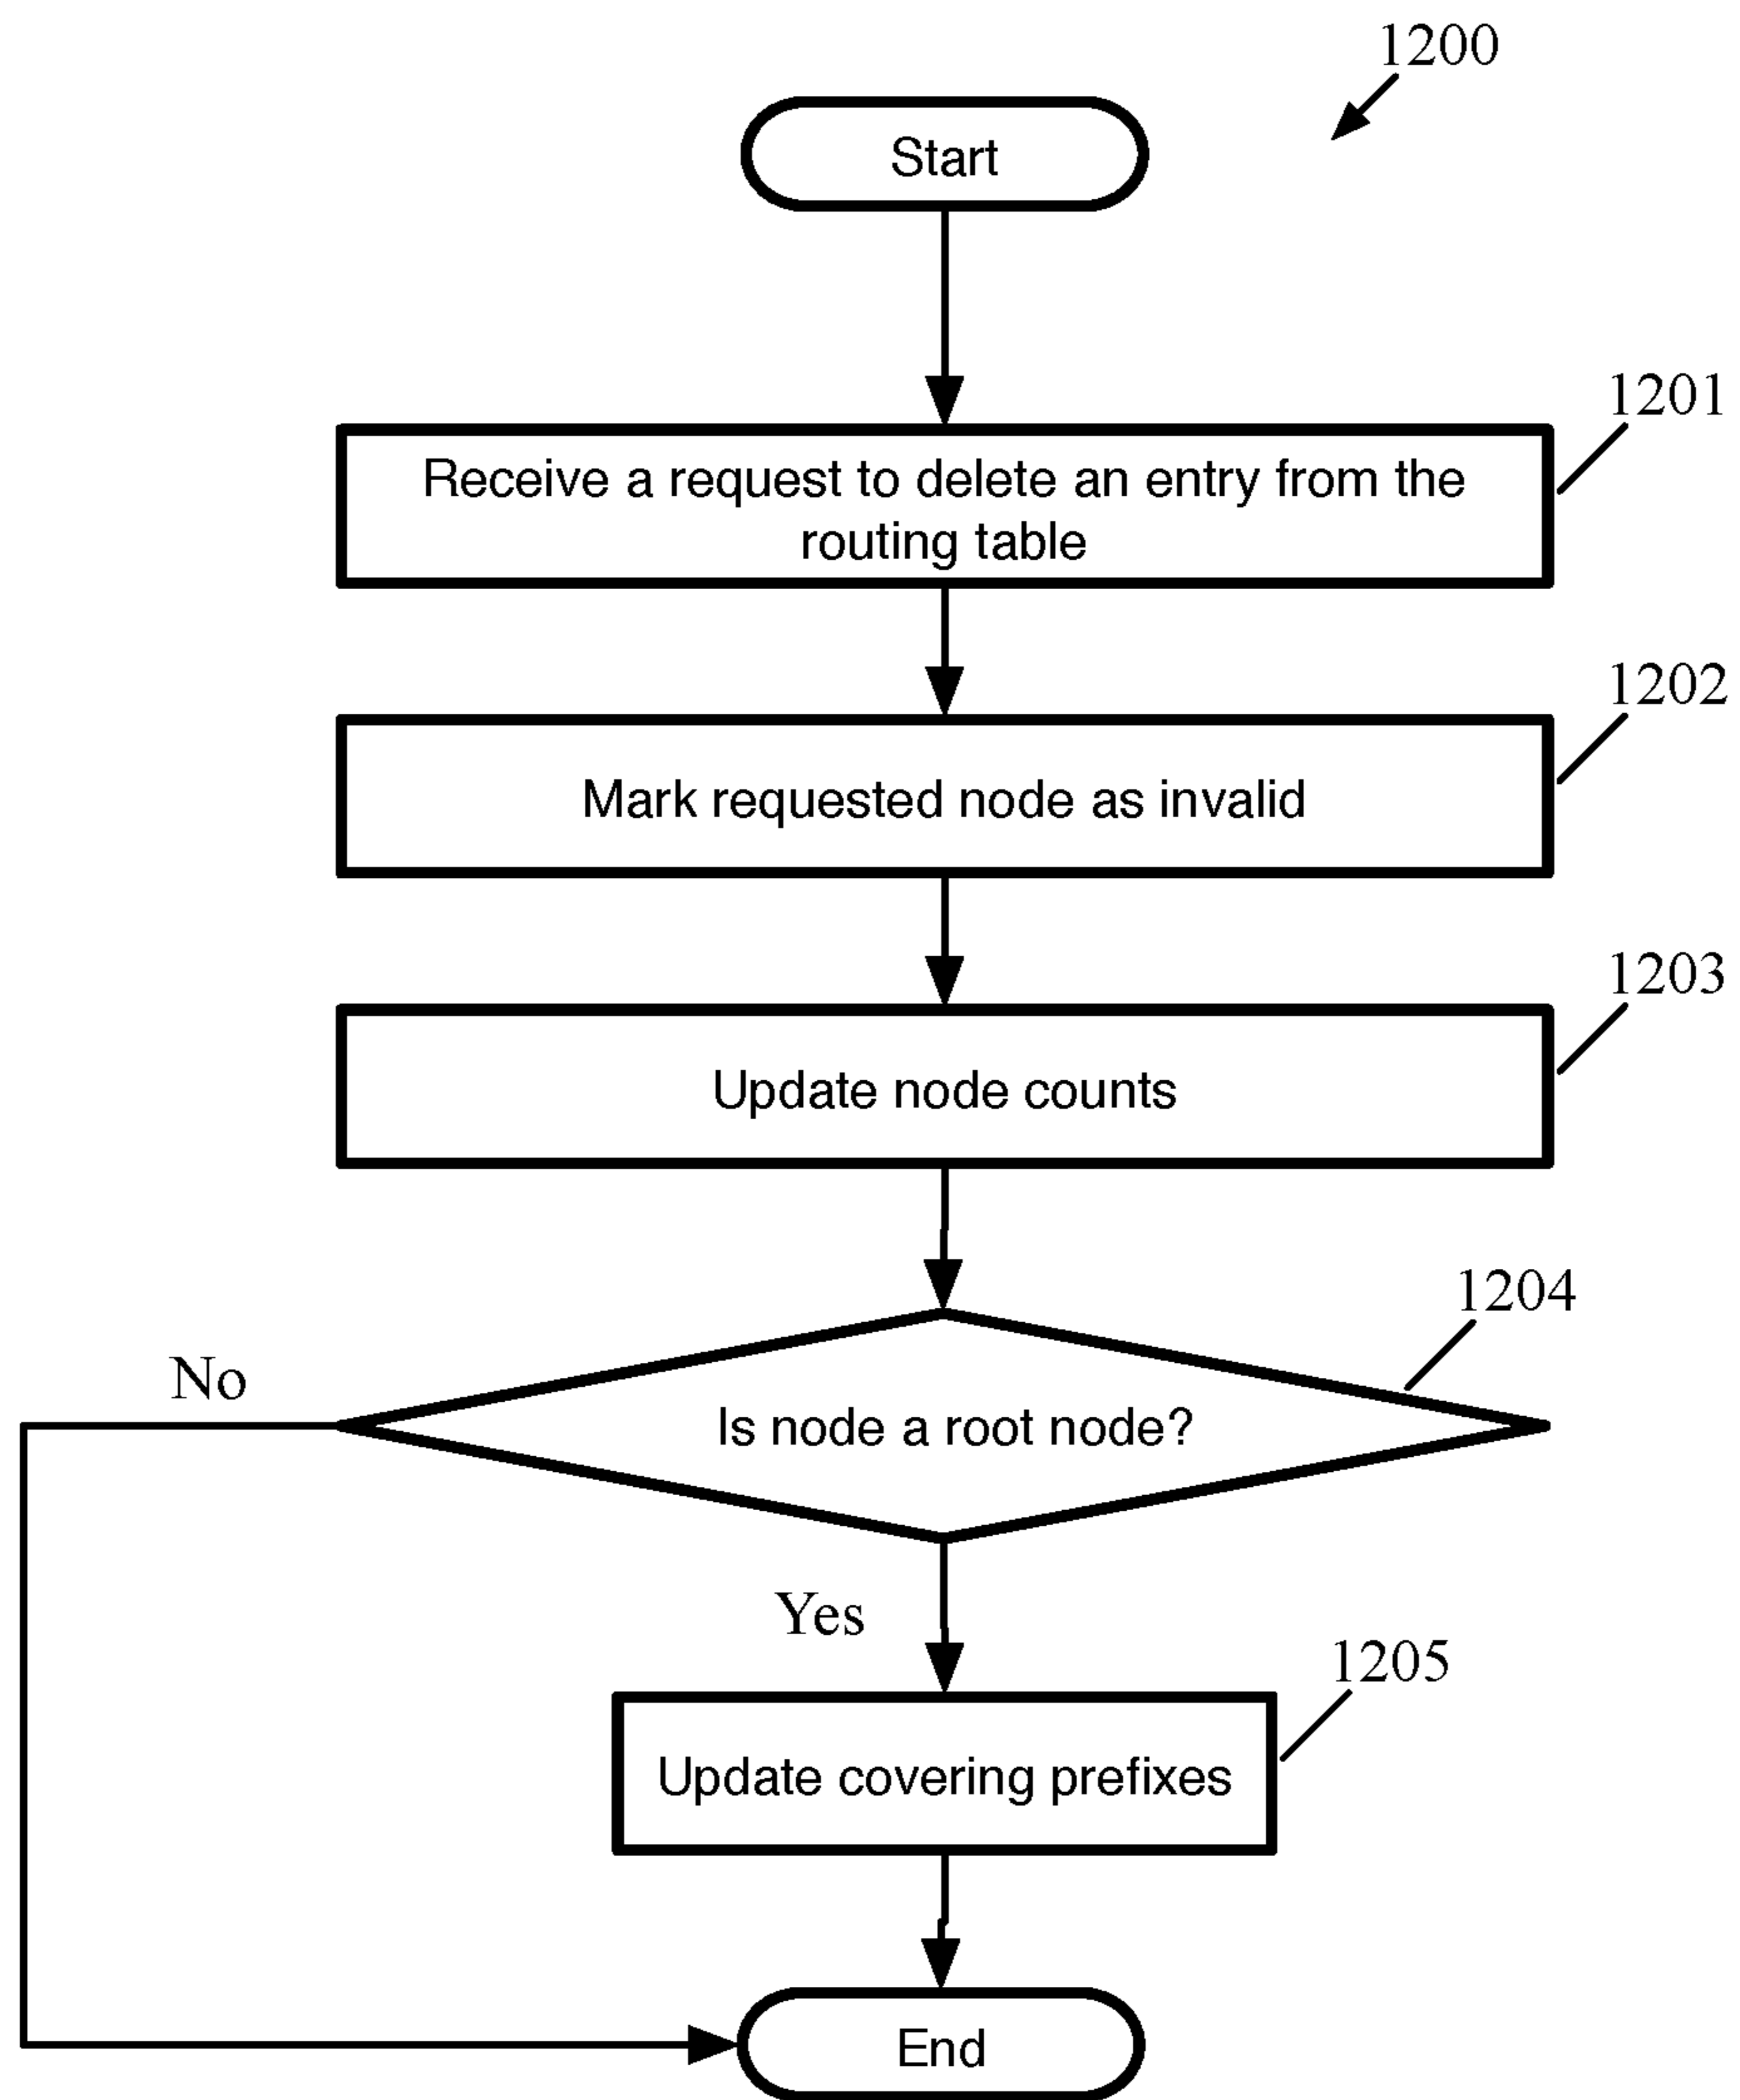 1200
Start
1201
Receive a request to delete an entry from the
routing table
1202
Mark requested node as invalid
1203
Update node counts
1204
No
Is node a root node?
Yes
1205
Update covering prefixes
End